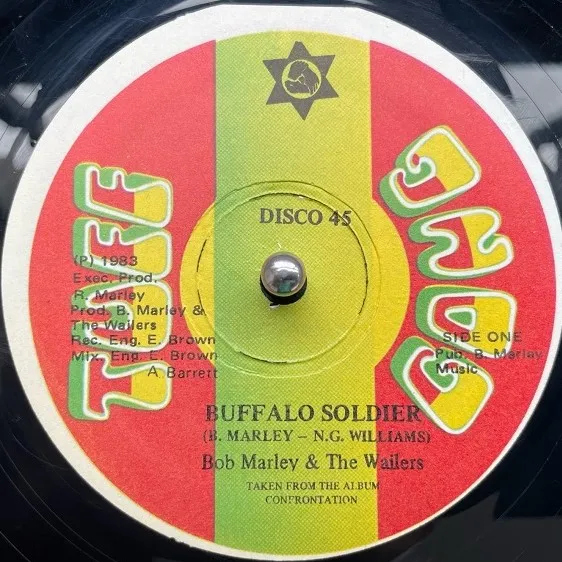 TUFF
GONG
DISCO 45
(P) 1983
Exec. Prod.
R. Marley
Prod. B. Marley &
The Wailers
Rec. Eng. E. Brown
Mix. Eng. E. Brown
A Barrett
SIDE ONE
Pub. B. Marley
Music
BUFFALO SOLDIER
(B. MARLEY – N.G. WILLIAMS)
Bob Marley & The Wailers
TAKEN FROM THE ALBUM
CONFRONTATION